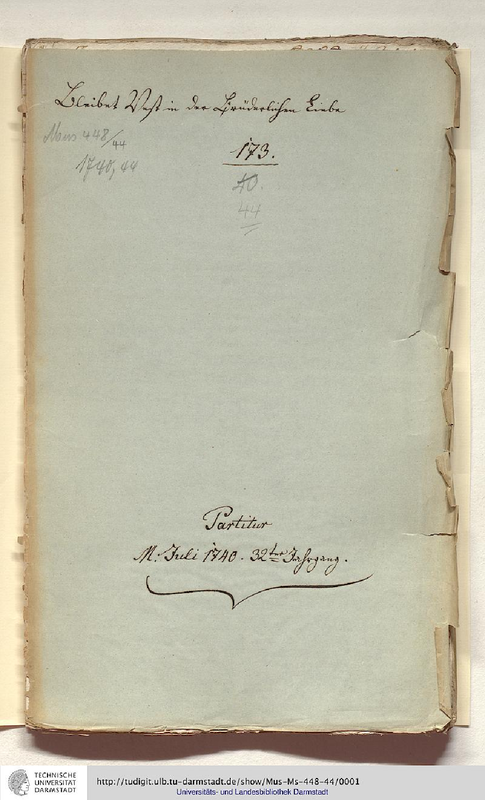 Bleibet Vest in der Brüderlichen Liebe
Mus 448/44
173.
1740, 44
40.
44
Partitur
M. Juli 1740. 32ter Jahrgang.
TECHNISCHE
UNIVERSITÄT
DARMSTADT
http://tudigit.ulb.tu-darmstadt.de/show/Mus-Ms-448-44/0001
Universitäts- und Landesbibliothek Darmstadt